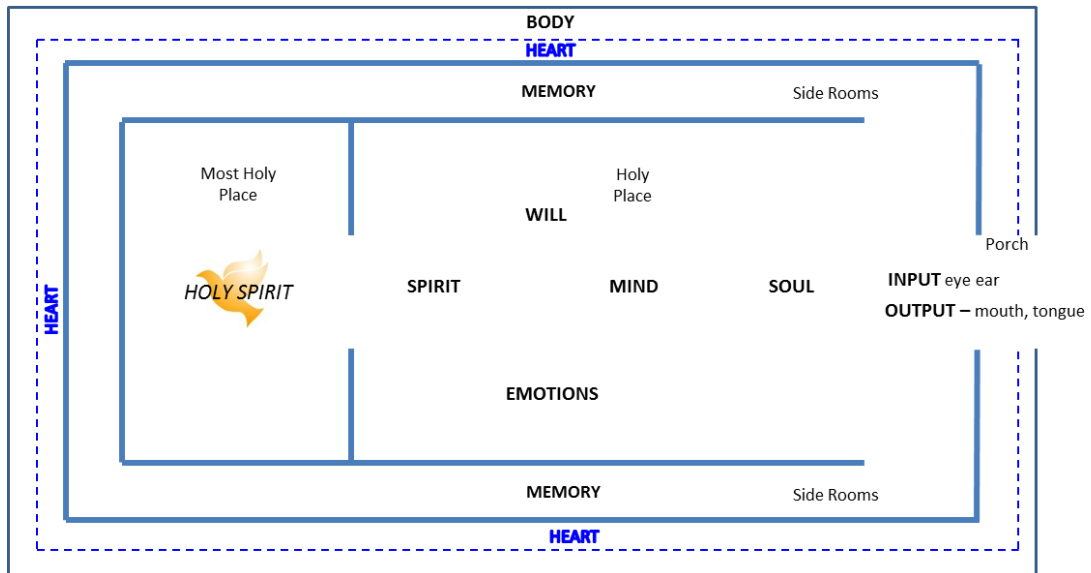 BODY
HEART
MEMORY
Side Rooms
Most Holy
Place
Holy
Place
WILL
Porch
HOLY SPIRIT
SPIRIT
MIND
SOUL
INPUT eye ear
OUTPUT – mouth, tongue
HEART
EMOTIONS
MEMORY
Side Rooms
HEART